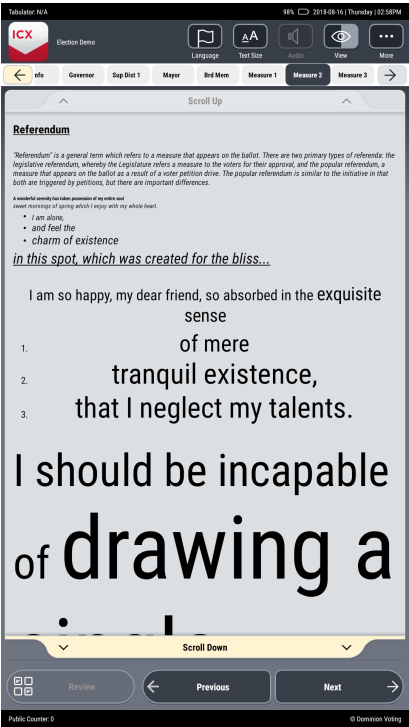 Tabulator: N/A
98% 2018-08-16 | Thursday | 02:58PM
ICX
Election Demo
AA
Language
Text Size
Audio
View
More
nfo
Governor
Sup Dist 1
Mayor
Brd Mem
Measure 1
Measure 2
Measure 3
Scroll Up
Referendum
"Referendum" is a general term which refers to a measure that appears on the ballot. There are two primary types of referenda: the
legislative referendum, whereby the Legislature refers a measure to the voters for their approval, and the popular referendum, a
measure that appears on the ballot as a result of a voter petition drive. The popular referendum is similar to the initiative in that
both are triggered by petitions, but there are important differences.
A wonderful serenity has taken possession of my entire soul
sweet mornings of spring which I enjoy with my whole heart.
• I am alone,
• and feel the
• charm of existence
in this spot, which was created for the bliss...
I am so happy, my dear friend, so absorbed in the exquisite
sense
1. of mere
2. tranquil existence,
3. that I neglect my talents.
I should be incapable
of drawing a
Scroll Down
Review
Previous
Next
Public Counter: 0
© Dominion Voting